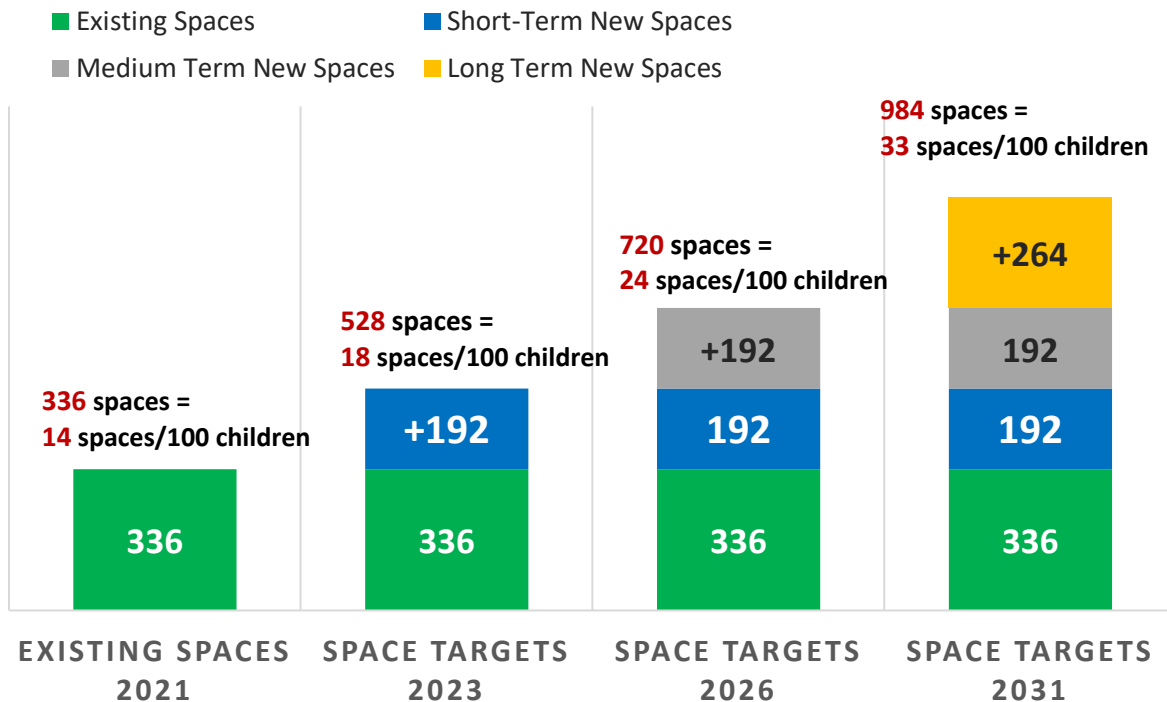 Existing Spaces
Short-Term New Spaces
Medium Term New Spaces
Long Term New Spaces
336 spaces =
14 spaces/100 children
336
EXISTING SPACES
2021
528 spaces =
18 spaces/100 children
+192
336
SPACE TARGETS
2023
720 spaces =
24 spaces/100 children
+192
192
336
SPACE TARGETS
2026
984 spaces =
33 spaces/100 children
+264
192
192
336
SPACE TARGETS
2031